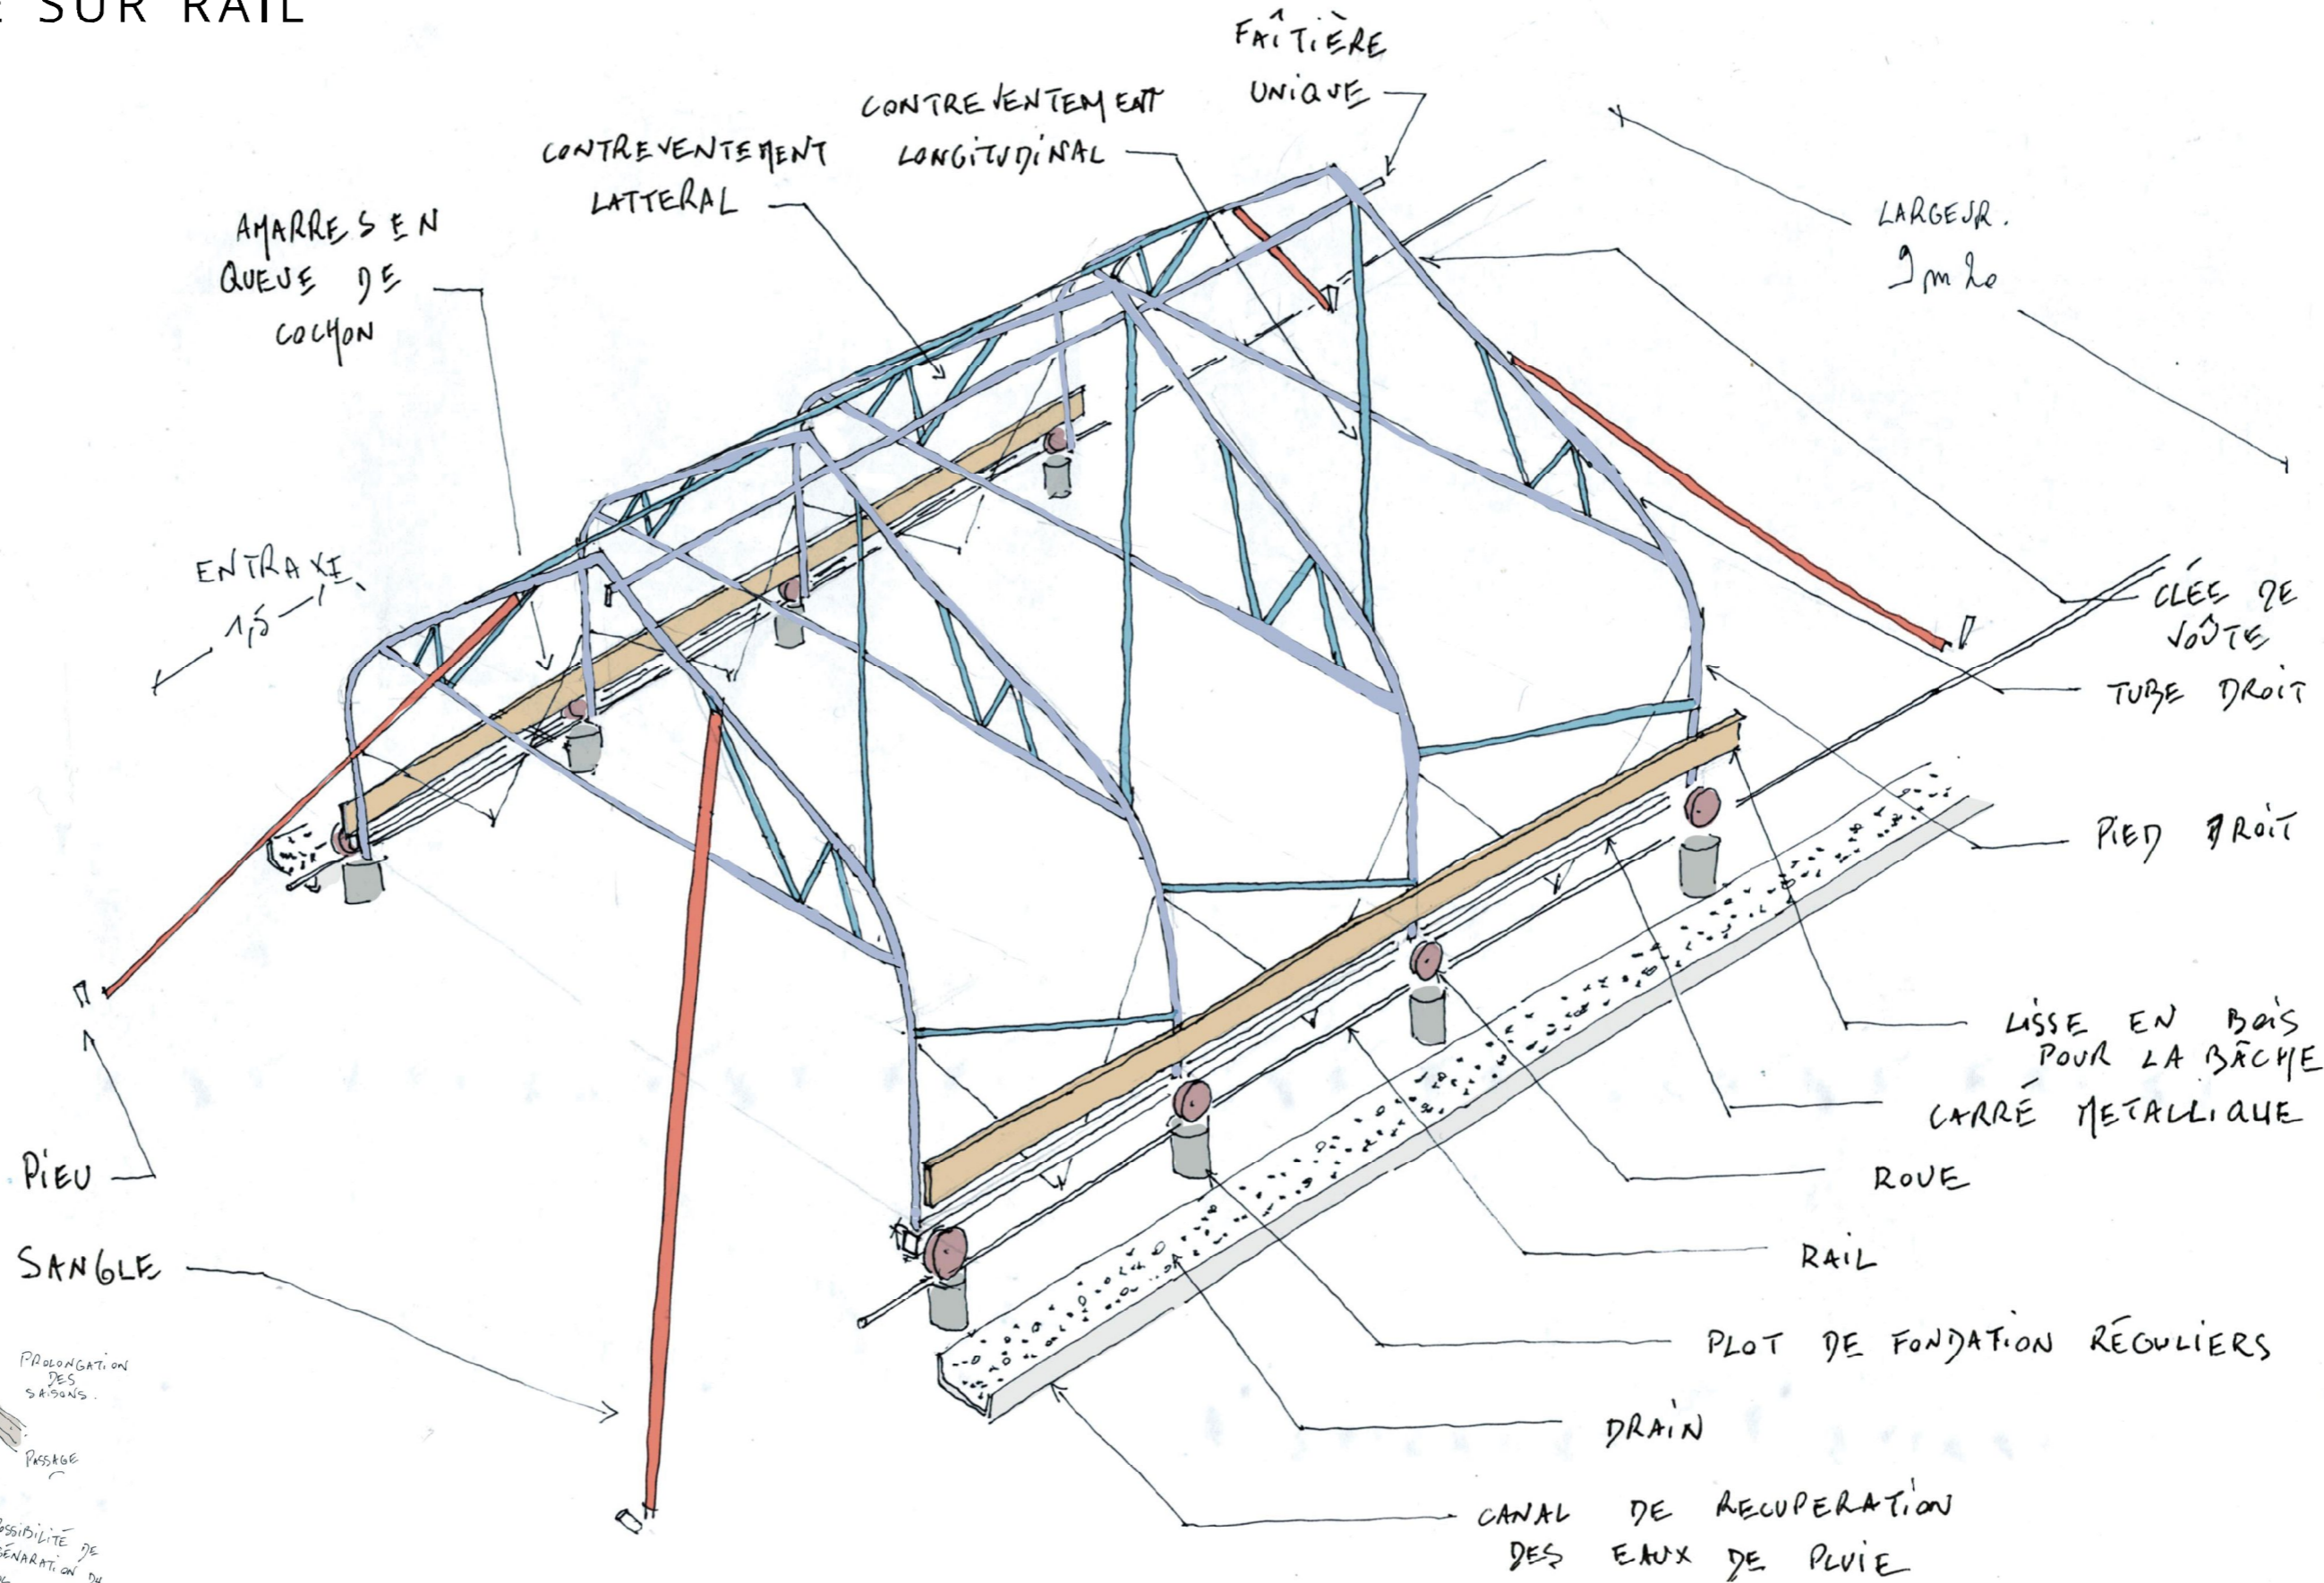 SUR RAIL
FAÎTIÈRE
UNIQUE
CONTREVENTEMENT
LONGITUDINAL
CONTREVENTEMENT
LATTERAL
AMARRES EN
QUEUE DE
COCHON
LARGEUR.
9m20
ENTRAXE
1,5
CLÉE DE
VOÛTE
TUBE DROIT
PIED DROIT
LISSE EN BOIS
POUR LA BÂCHE
CARRÉ METALLIQUE
ROUE
RAIL
PLOT DE FONDATION RÉGULIERS
DRAIN
CANAL DE RECUPERATION
DES EAUX DE PLUIE
PIEU
SANGLE
PROLONGATION
DES
SAISONS.
PASSAGE
DE